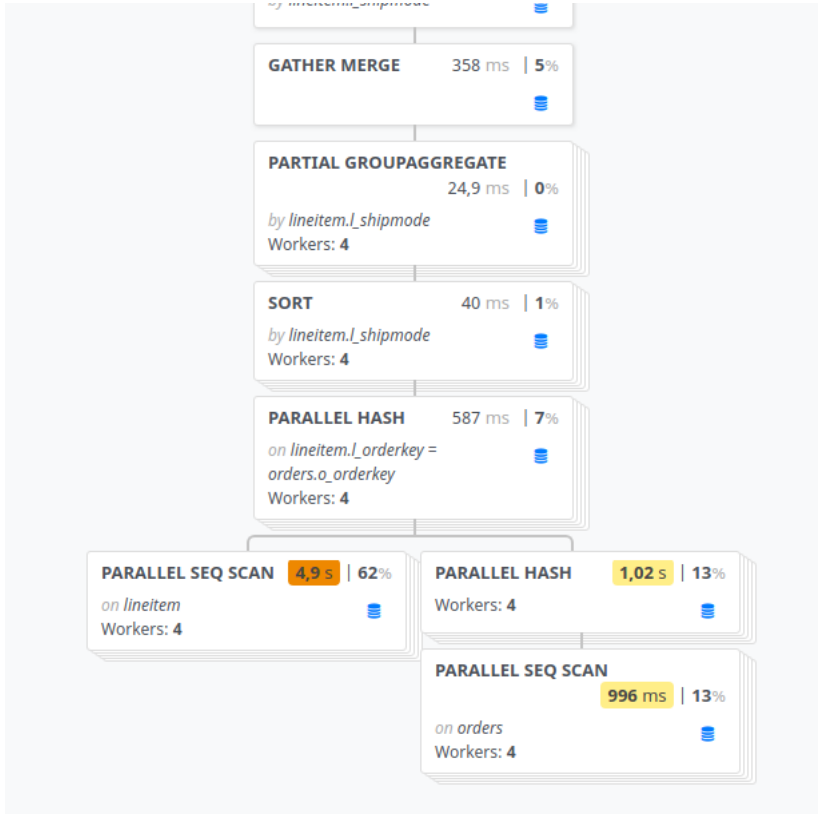 by lineitem.l_shipmode
GATHER MERGE 358 ms | 5%
PARTIAL GROUPAGGREGATE
24,9 ms | 0%
by lineitem.l_shipmode
Workers: 4
SORT 40 ms | 1%
by lineitem.l_shipmode
Workers: 4
PARALLEL HASH 587 ms | 7%
on lineitem.l_orderkey =
orders.o_orderkey
Workers: 4
PARALLEL SEQ SCAN 4,9 s | 62%
on lineitem
Workers: 4
PARALLEL HASH 1,02 s | 13%
Workers: 4
PARALLEL SEQ SCAN
996 ms | 13%
on orders
Workers: 4